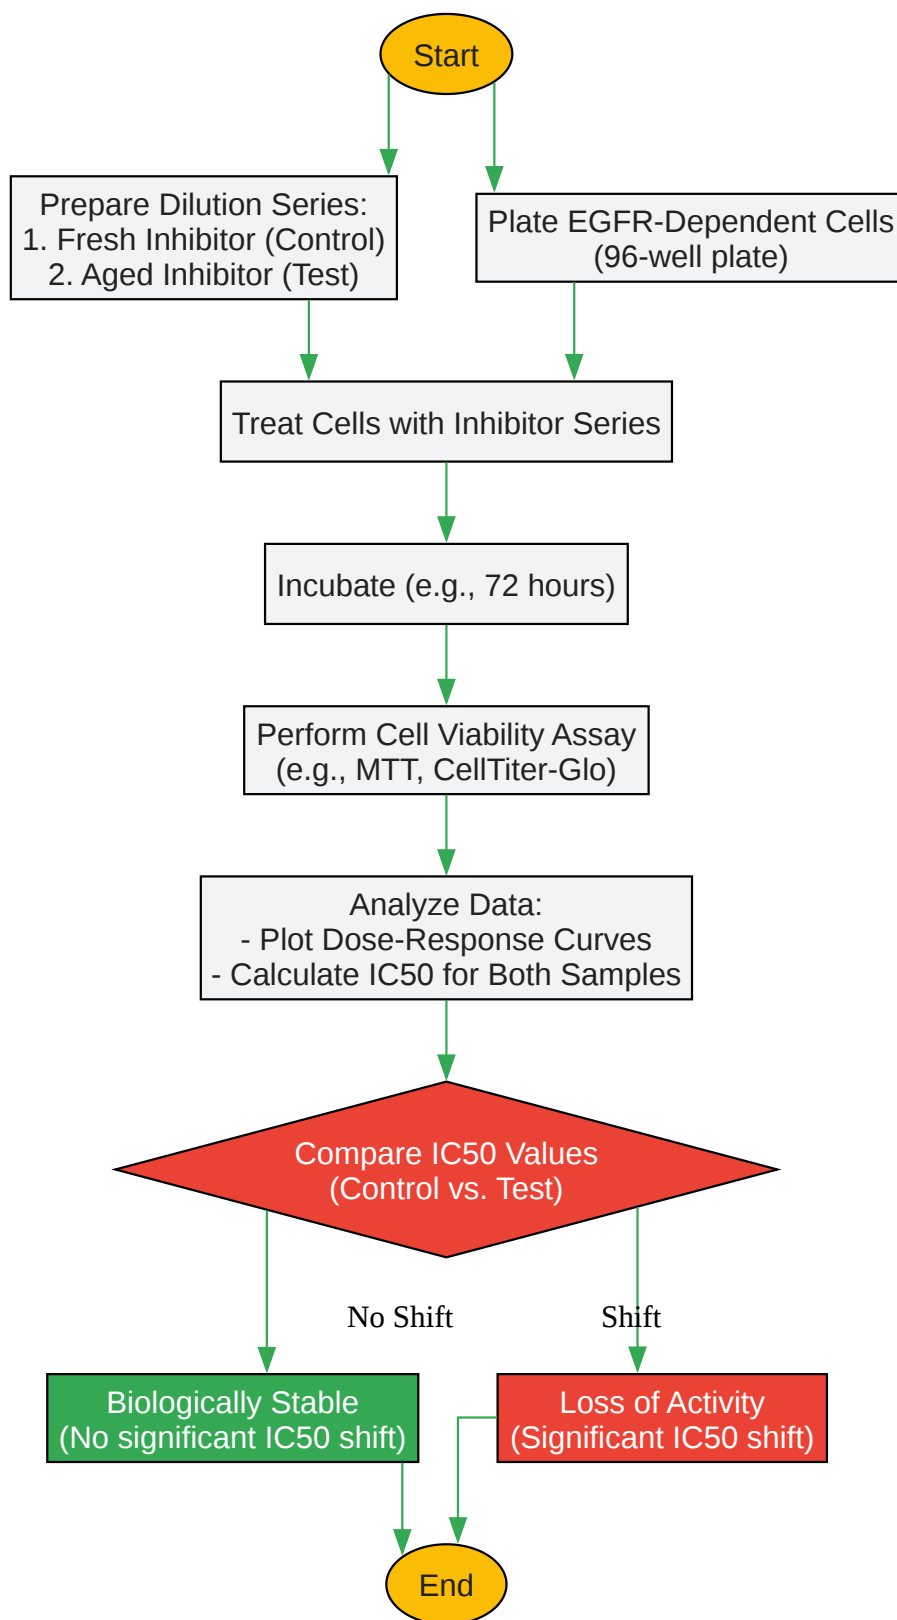 Start
Prepare Dilution Series:
1. Fresh Inhibitor (Control)
2. Aged Inhibitor (Test)
Plate EGFR-Dependent Cells
(96-well plate)
Treat Cells with Inhibitor Series
Incubate (e.g., 72 hours)
Perform Cell Viability Assay
(e.g., MTT, CellTiter-Glo)
Analyze Data:
- Plot Dose-Response Curves
- Calculate IC50 for Both Samples
Compare IC50 Values
(Control vs. Test)
No Shift
Shift
Biologically Stable
(No significant IC50 shift)
Loss of Activity
(Significant IC50 shift)
End